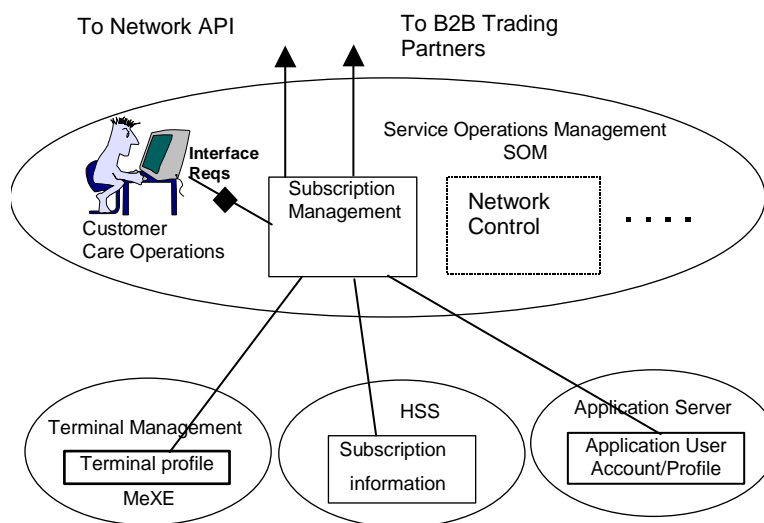 To Network API
To B2B Trading
Partners
Service Operations Management
SOM
Interface
Reqs
Subscription
Management
Network
Control
Customer
Care Operations
Terminal Management
Terminal profile
MeXE
HSS
Subscription
information
Application Server
Application User
Account/Profile